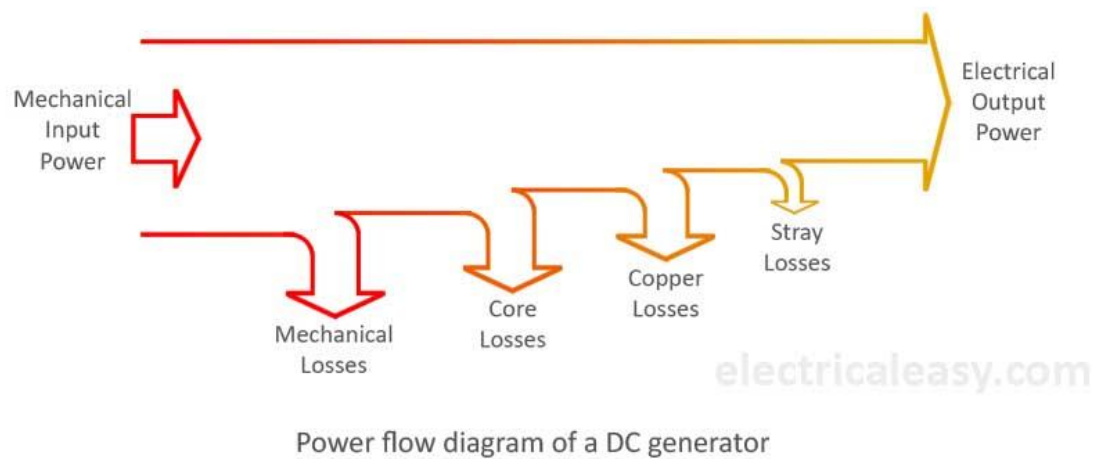 Mechanical
Input
Power
Electrical
Output
Power
Mechanical
Losses
Core
Losses
Copper
Losses
Stray
Losses
electricaleasy.com
Power flow diagram of a DC generator